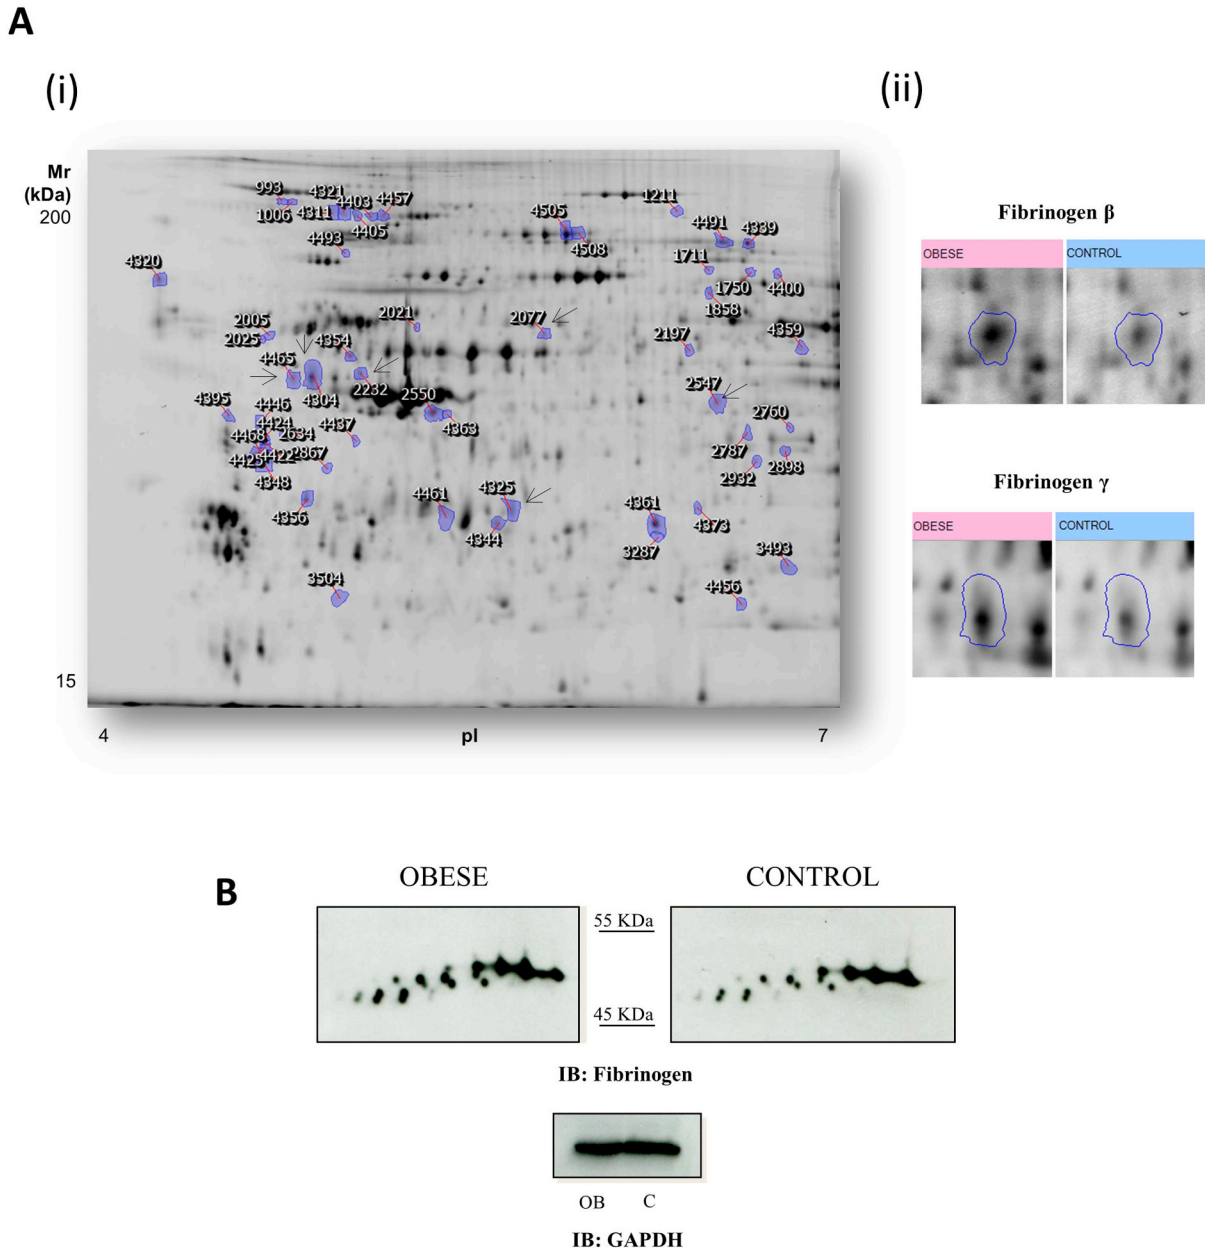 A
(i)
(ii)
Mr
(kDa)
200
15
4
pI
7
993
4321
4403
4457
1006
4311
4405
4493
4320
4505
4508
1211
4491
4339
1711
1750
4400
1858
2021
2077
2005
2025
4354
2197
4359
4465
4304
2232
2550
4363
2547
4395
4446
4424
4468
2634
4437
4425
4422
2867
4348
2760
2787
2932
2898
4356
4461
4325
4344
4361
3287
4373
3493
3504
4456
Fibrinogen β
OBESE
CONTROL
Fibrinogen γ
OBESE
CONTROL
B
OBESE
CONTROL
55 KDa
45 KDa
IB: Fibrinogen
OB
C
IB: GAPDH